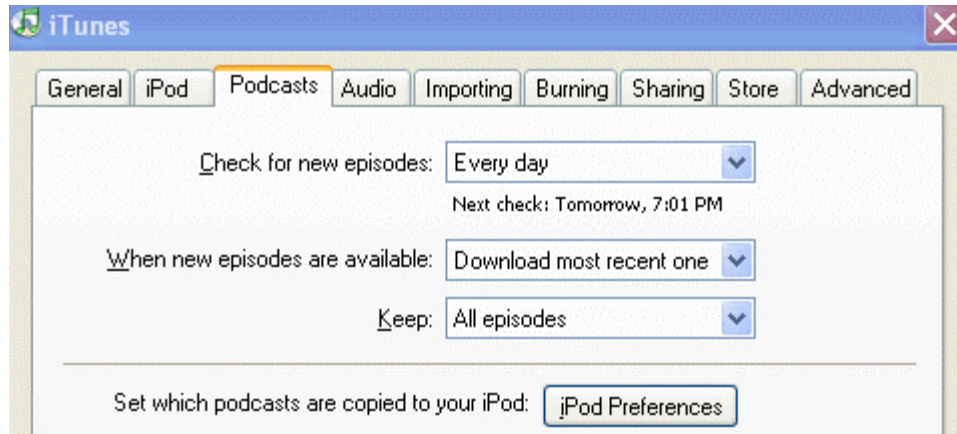 iTunes
General iPod Podcasts Audio Importing Burning Sharing Store Advanced
Check for new episodes: Every day
Next check: Tomorrow, 7:01 PM
When new episodes are available: Download most recent one
Keep: All episodes
Set which podcasts are copied to your iPod: iPod Preferences